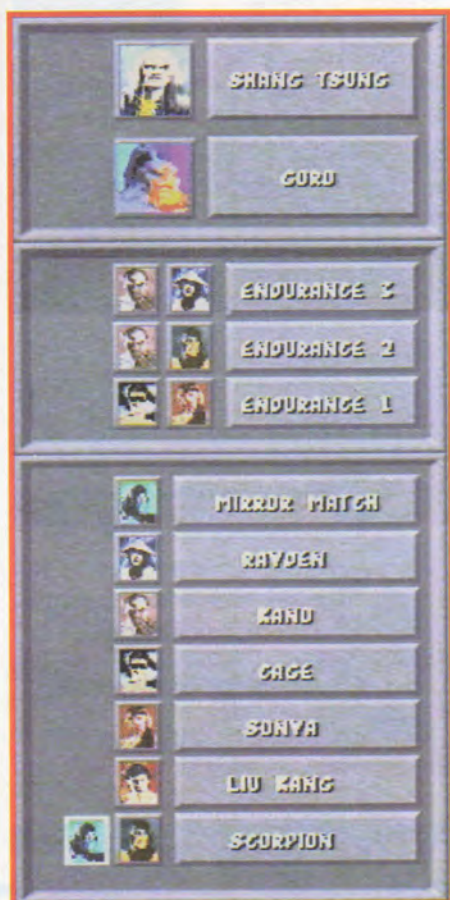 SHANG TSUNG
GORO
ENDURANCE 3
ENDURANCE 2
ENDURANCE 1
MIRROR MATCH
RAYDEN
KANO
CAGE
SONYA
LIU KANG
SCORPION